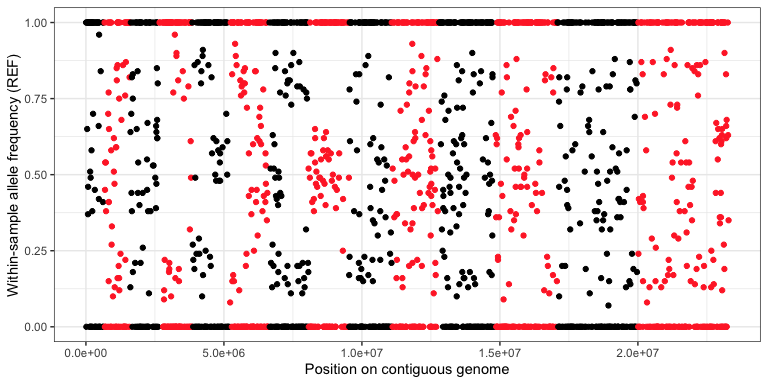 Within-sample allele frequency (REF)
1.00
0.75
0.50
0.25
0.00
0.0e+00 5.0e+06 1.0e+07 1.5e+07 2.0e+07
Position on contiguous genome